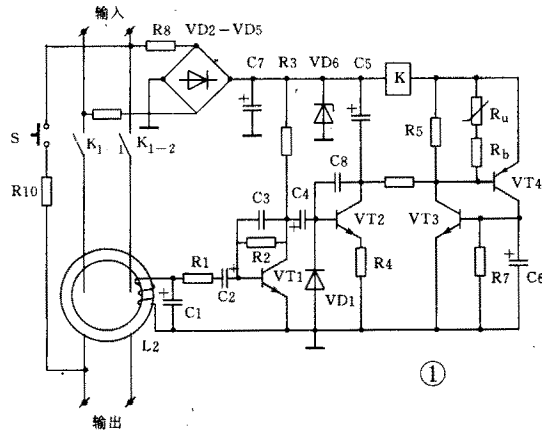 输入
R8
VD2-VD5
C7
R3
VD6
C5
K
S
K1-1
K1-2
R5
Ru
Rb
R10
C8
VT4
C3
C4
VT2
VT3
R1
R2
C2
VT1
R4
R7
C6
C1
VD1
L2
①
输出